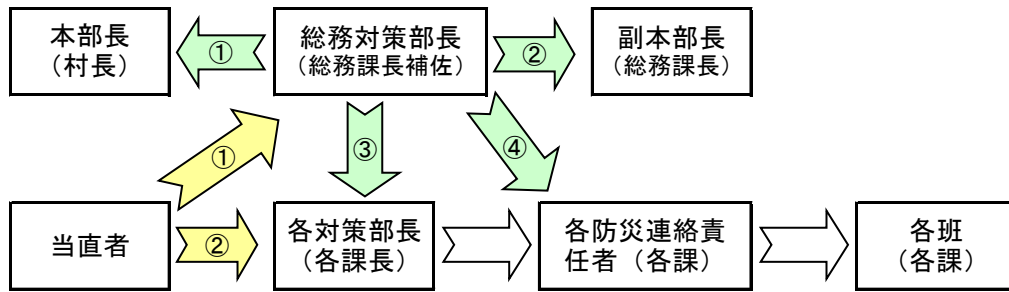 本部長
（村長）
①
総務対策部長
（総務課長補佐）
②
副本部長
（総務課長）
①
③
④
当直者
②
各対策部長
（各課長）
各防災連絡責
任者（各課）
各班
（各課）